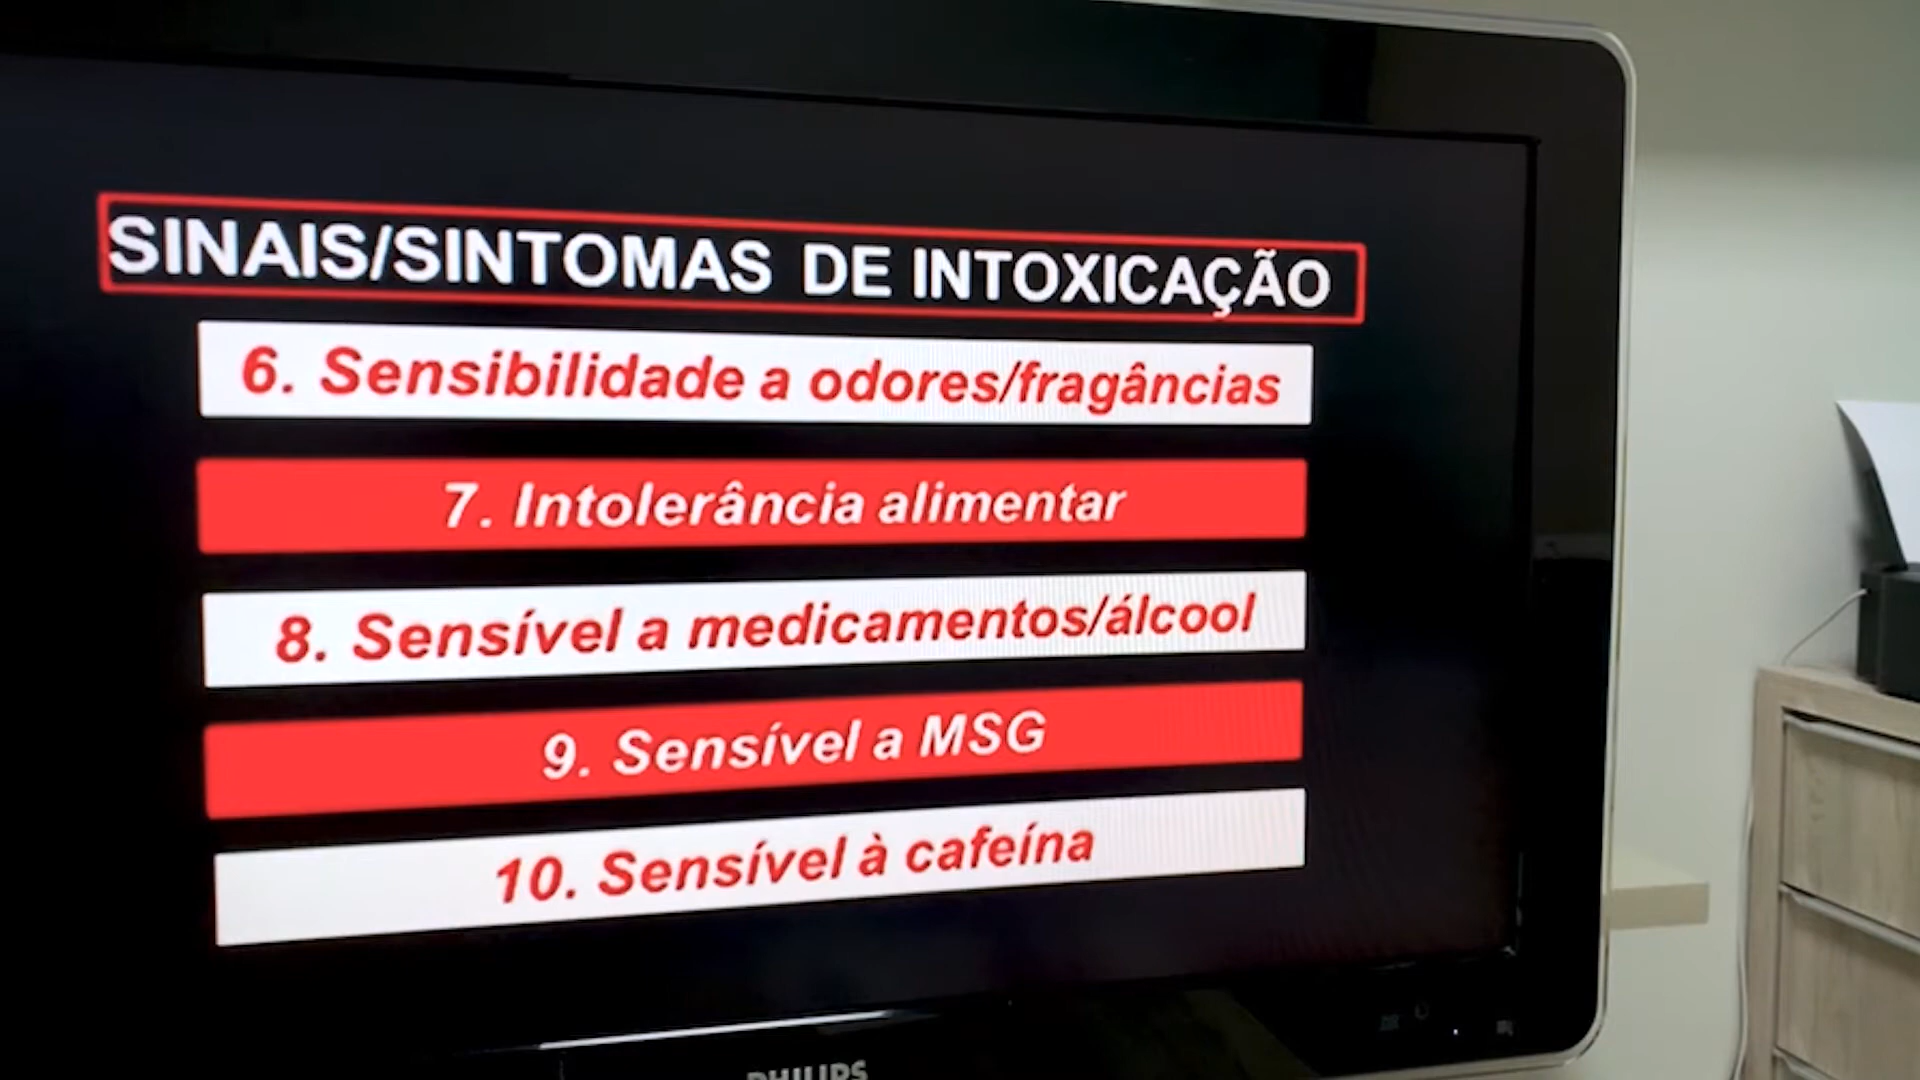 SINAIS/SINTOMAS DE INTOXICAÇÃO
6. Sensibilidade a odores/fragâncias
7. Intolerância alimentar
8. Sensível a medicamentos/álcool
9. Sensível a MSG
10. Sensível à cafeína
PHILIPS